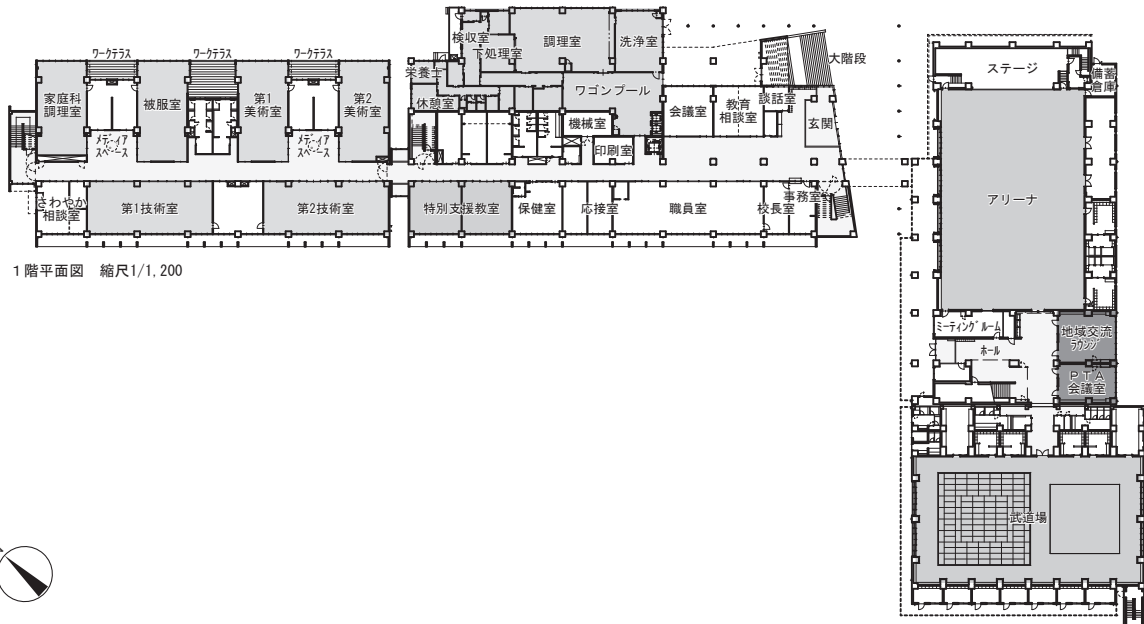 検収室
下処理室
調理室
洗浄室
ワークテラス
ワークテラス
ワークテラス
大階段
ステージ
備蓄
倉庫
栄養士
家庭科
調理室
被服室
第1
美術室
第2
美術室
休憩室
ワゴンプール
会議室
教育
相談室
談話室
玄関
メディア
スペース
メディア
スペース
機械室
印刷室
さわやか
相談室
第1技術室
第2技術室
特別支援教室
保健室
応接室
職員室
校長室
事務室
アリーナ
1階平面図 縮尺1/1,200
ミーティングルーム
ホール
地域交流
ラウンジ
PTA
会議室
武道場